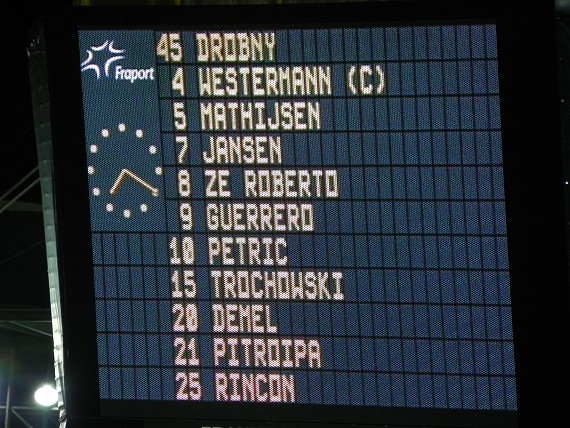 Fraport
45 DROBNY
4 WESTERMANN (C)
5 MATHIJSEN
7 JANSEN
8 ZE ROBERTO
9 GUERRERO
10 PETRIC
15 TROCHOWSKI
20 DEMEL
21 PITROIPA
25 RINCON